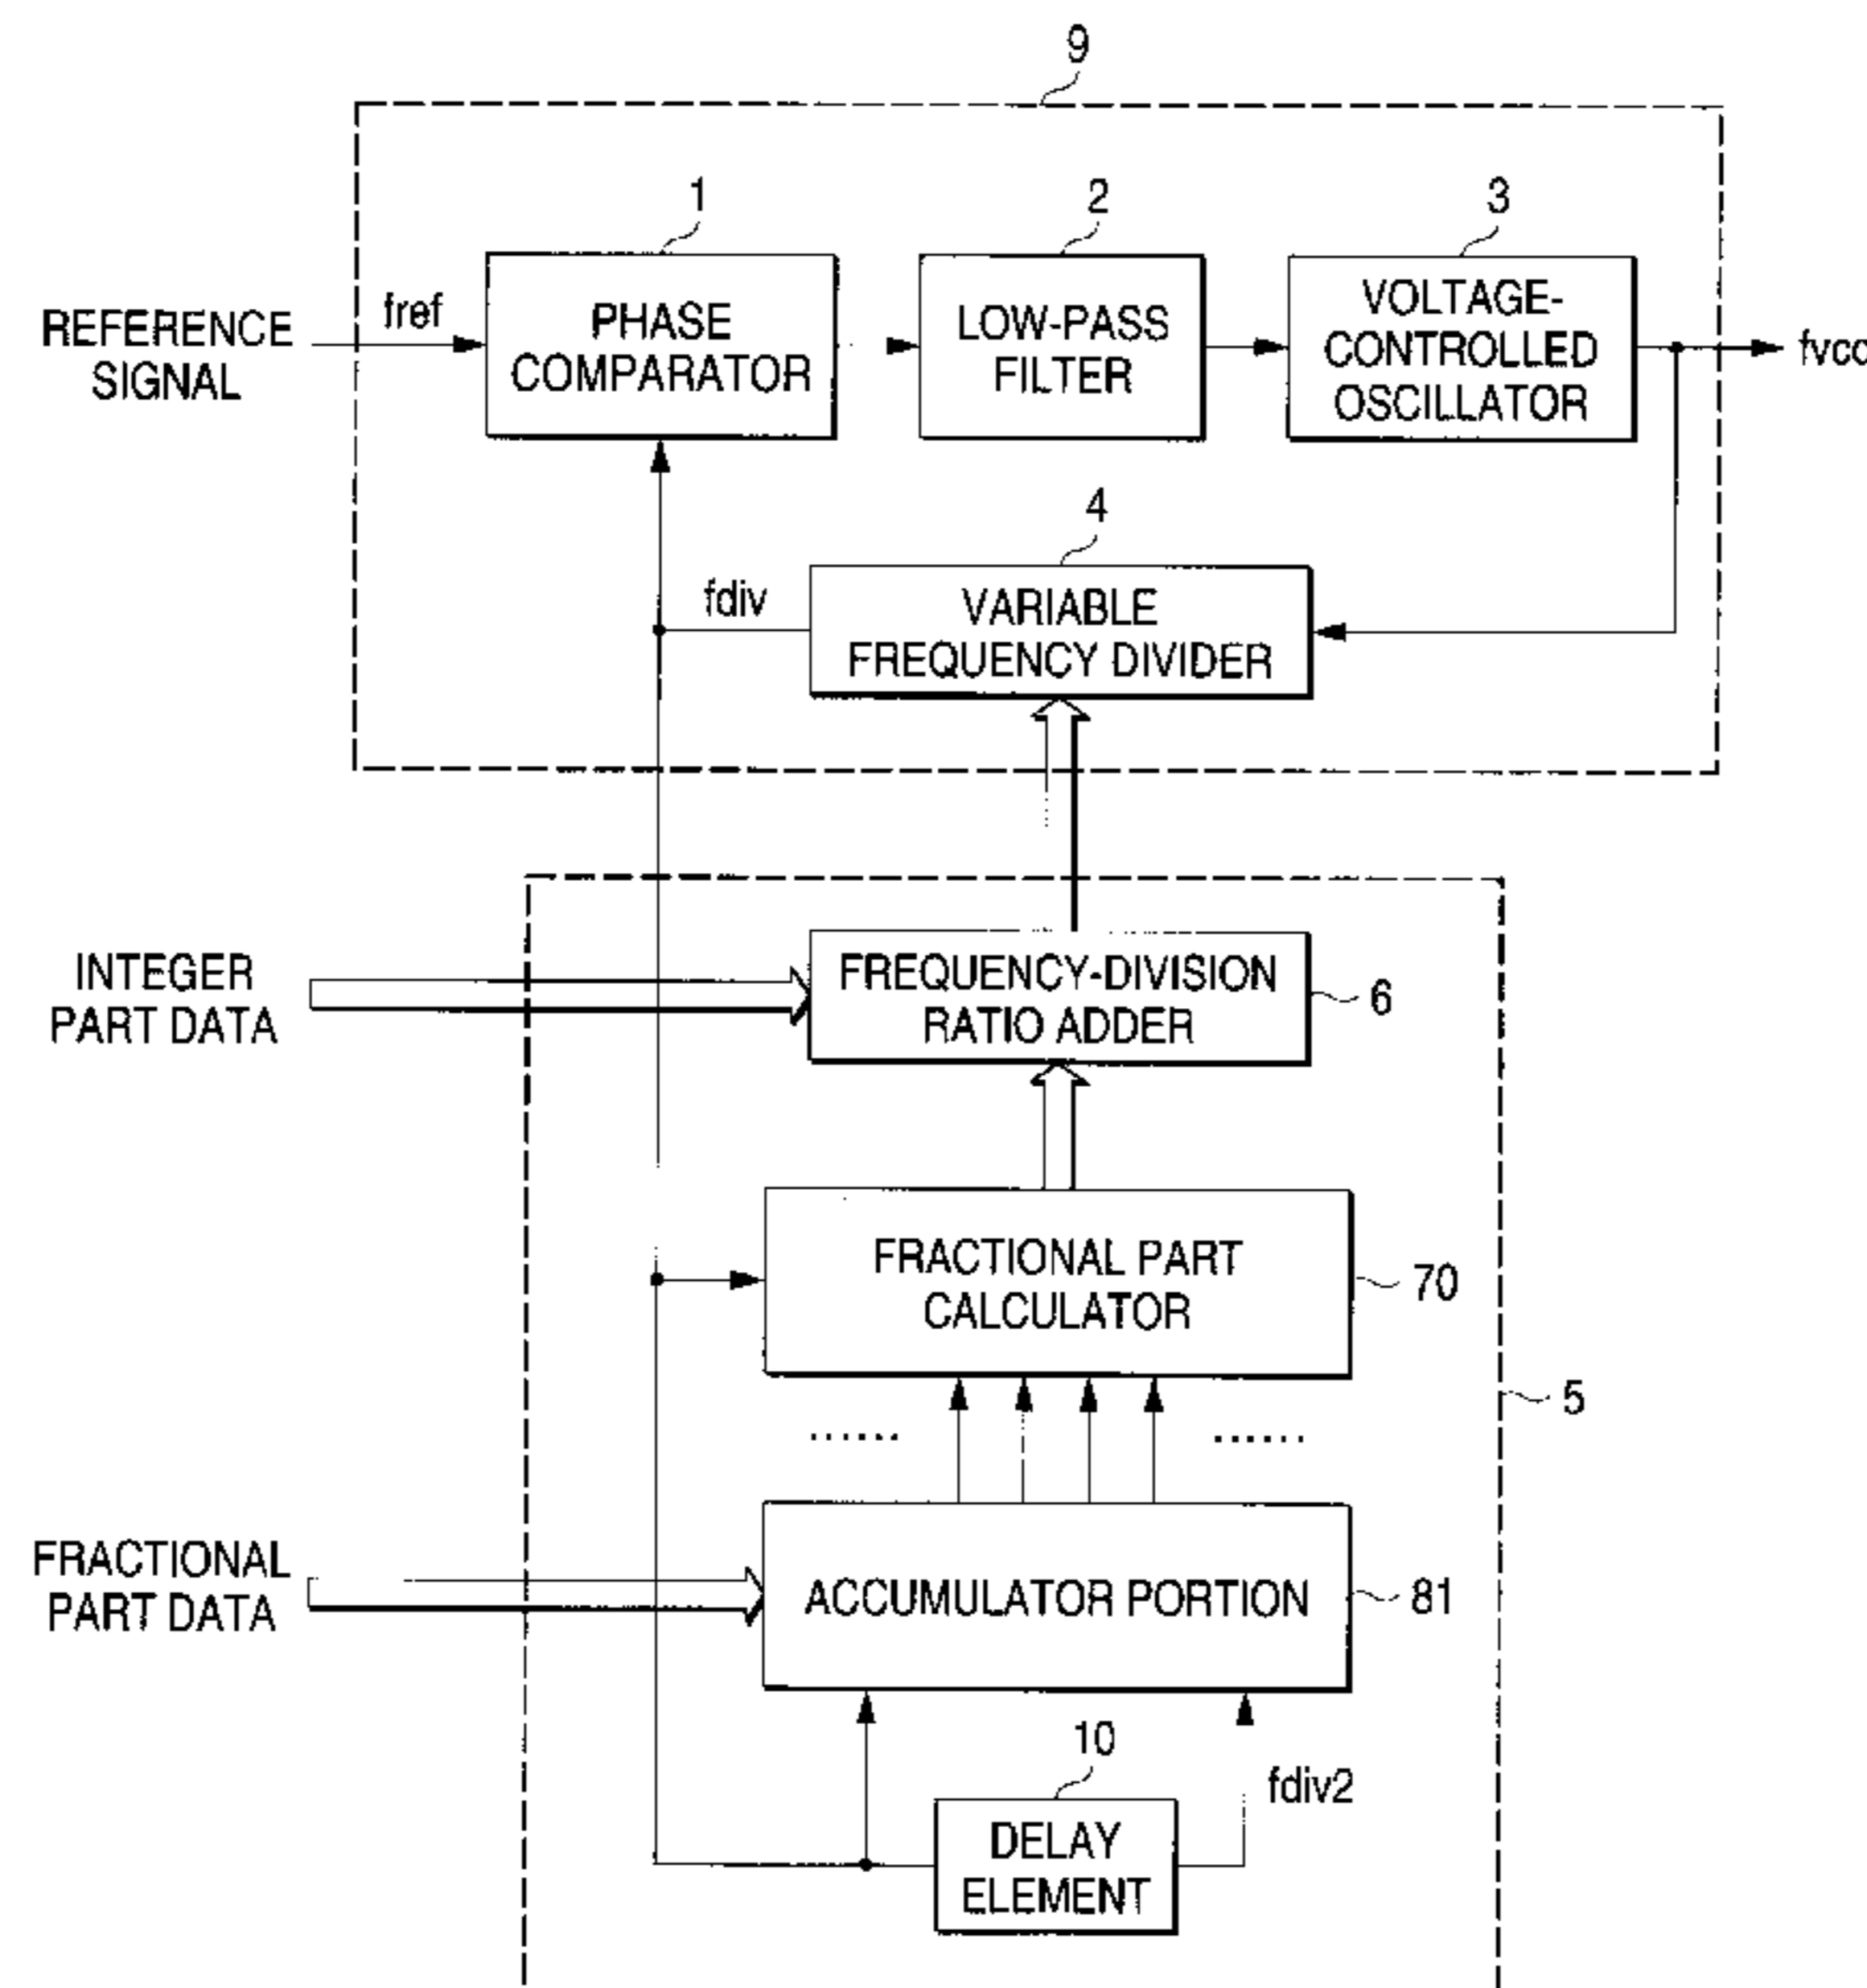 9
1
2
3
REFERENCE
SIGNAL
fref
PHASE
COMPARATOR
LOW-PASS
FILTER
VOLTAGE-
CONTROLLED
OSCILLATOR
fvco
4
fdiv
VARIABLE
FREQUENCY DIVIDER
INTEGER
PART DATA
FREQUENCY-DIVISION
RATIO ADDER
6
FRACTIONAL PART
CALCULATOR
70
5
......
......
FRACTIONAL
PART DATA
ACCUMULATOR PORTION
81
10
fdiv2
DELAY
ELEMENT